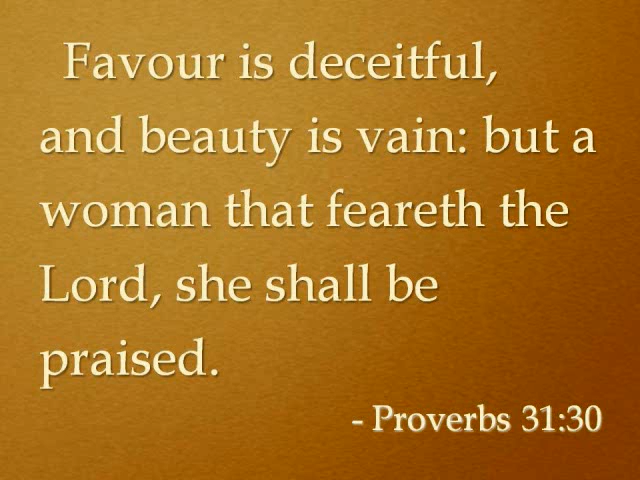 Favour is deceitful,
and beauty is vain: but a
woman that feareth the
Lord, she shall be
praised.
- Proverbs 31:30